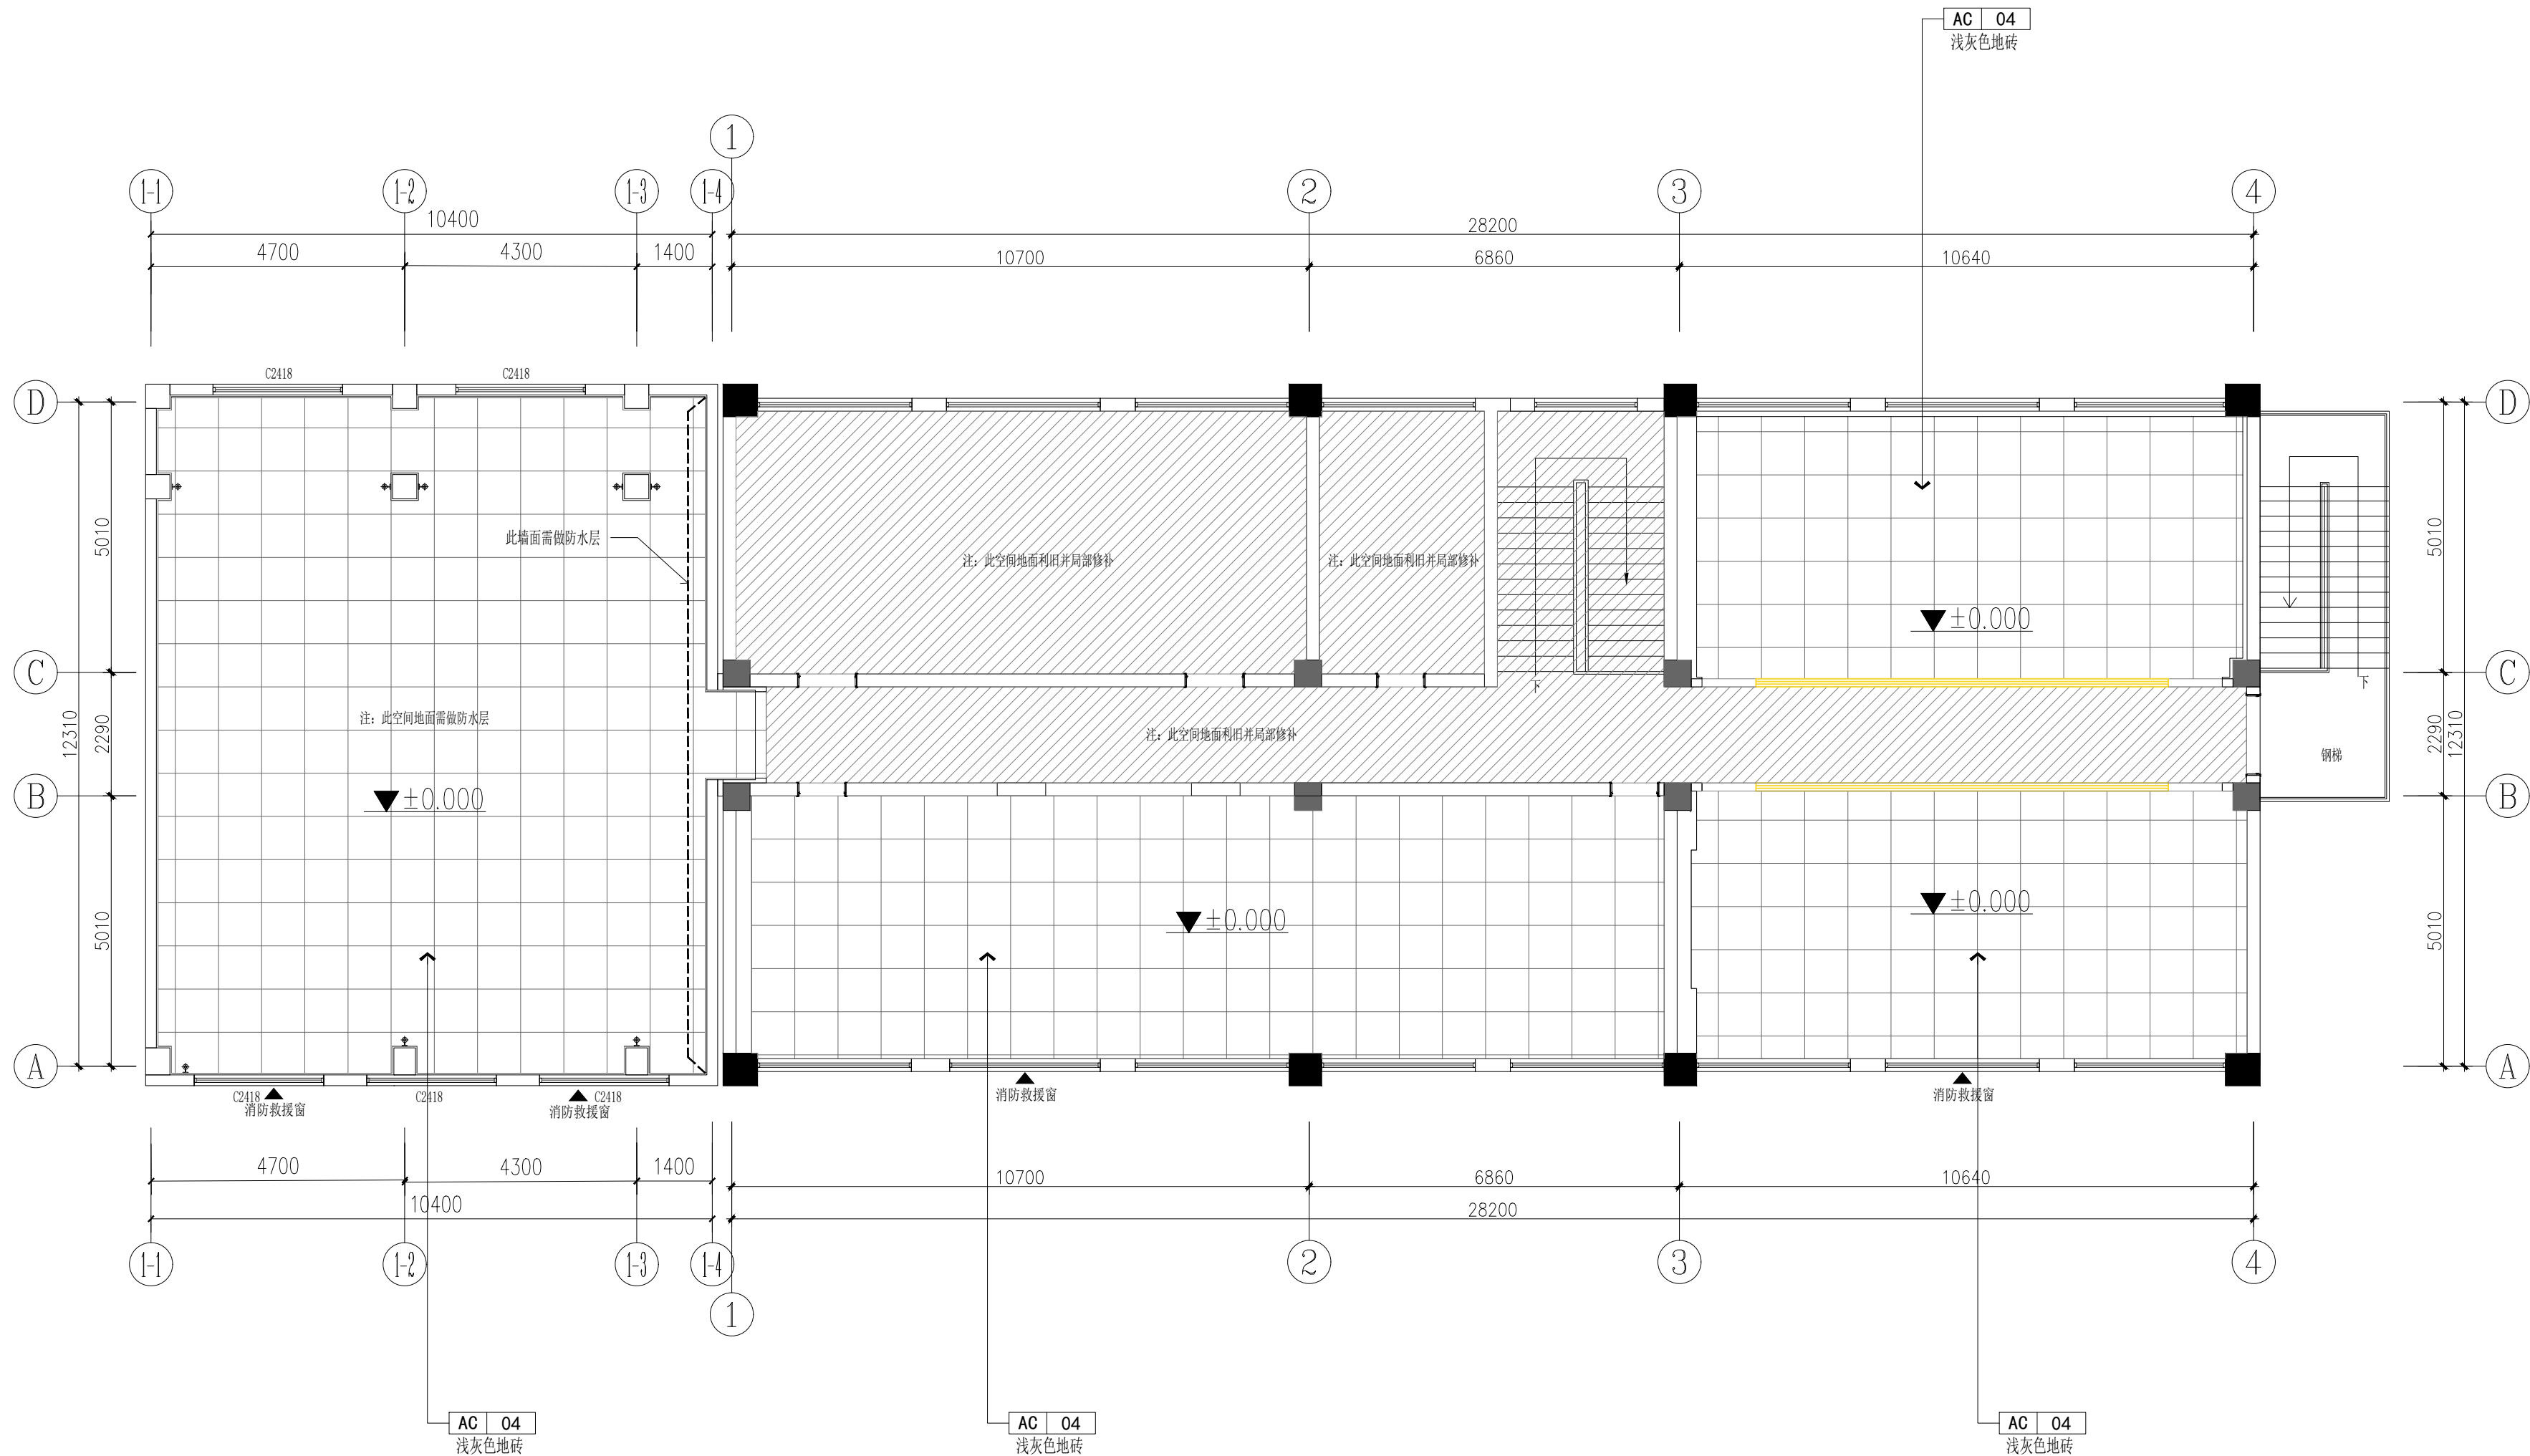 AC 04
浅灰色地砖
1
1-1 1-2 1-3 1-4 2 3 4
10400 28200
4700 4300 1400 10700 6860 10640
C2418 C2418
D D
5010 5010
此墙面需做防水层
注：此空间地面利旧并局部修补 注：此空间地面利旧并局部修补
±0.000
C C
下 下
12310 2290 2290 12310
注：此空间地面需做防水层
注：此空间地面利旧并局部修补
钢梯
B B
±0.000
5010 5010
±0.000
±0.000
A A
C2418 C2418 C2418
消防救援窗 消防救援窗 消防救援窗 消防救援窗
4700 4300 1400 10700 6860 10640
10400 28200
1-1 1-2 1-3 1-4 2 3 4
1
AC 04 AC 04 AC 04
浅灰色地砖 浅灰色地砖 浅灰色地砖